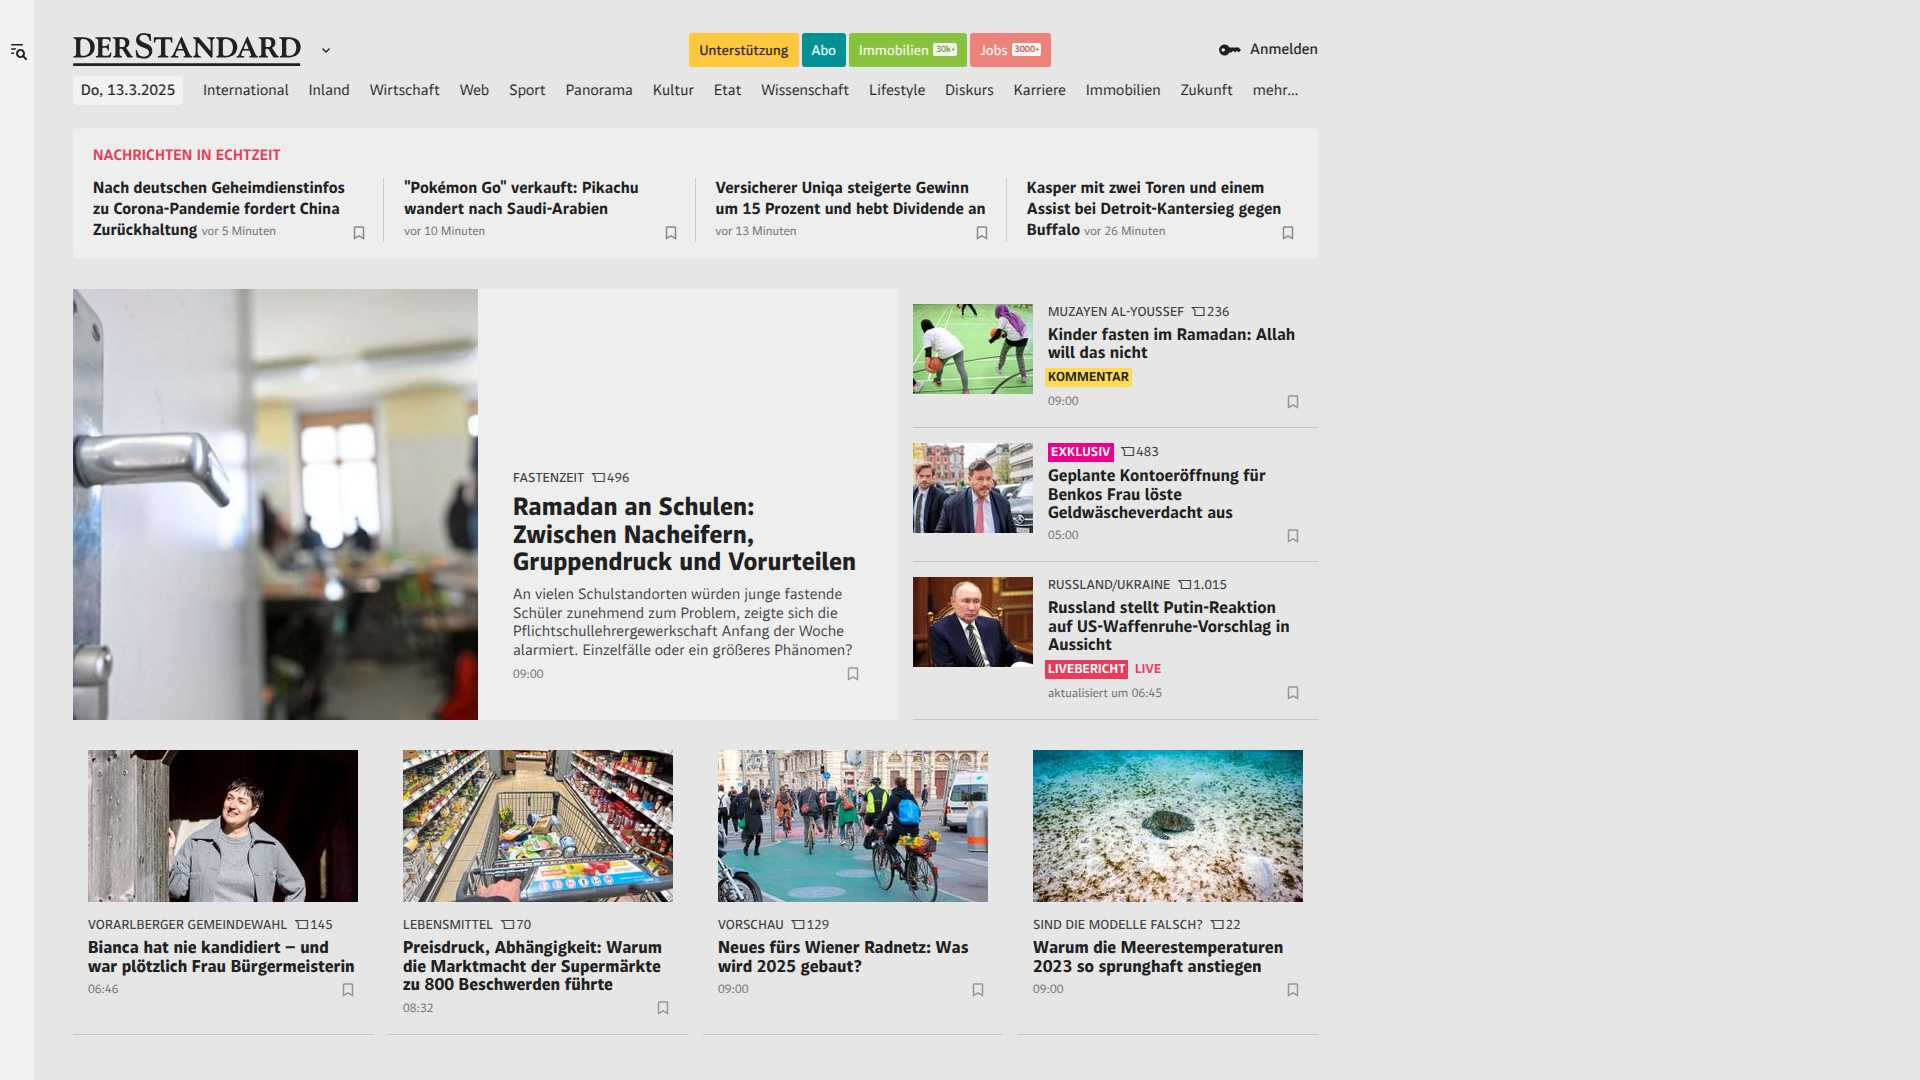 DERSTANDARD
Unterstützung
Abo
Immobilien 30k+
Jobs 3000+
Anmelden
Do, 13.3.2025
International
Inland
Wirtschaft
Web
Sport
Panorama
Kultur
Etat
Wissenschaft
Lifestyle
Diskurs
Karriere
Immobilien
Zukunft
mehr...
NACHRICHTEN IN ECHTZEIT
Nach deutschen Geheimdienstinfos
zu Corona-Pandemie fordert China
Zurückhaltung vor 5 Minuten
"Pokémon Go" verkauft: Pikachu
wandert nach Saudi-Arabien
vor 10 Minuten
Versicherer Uniqa steigerte Gewinn
um 15 Prozent und hebt Dividende an
vor 13 Minuten
Kasper mit zwei Toren und einem
Assist bei Detroit-Kantersieg gegen
Buffalo vor 26 Minuten
FASTENZEIT 496
Ramadan an Schulen:
Zwischen Nacheifern,
Gruppendruck und Vorurteilen
An vielen Schulstandorten würden junge fastende
Schüler zunehmend zum Problem, zeigte sich die
Pflichtschullehrergewerkschaft Anfang der Woche
alarmiert. Einzelfälle oder ein größeres Phänomen?
09:00
MUZAYEN AL-YOUSSEF 236
Kinder fasten im Ramadan: Allah
will das nicht
KOMMENTAR
09:00
EXKLUSIV 483
Geplante Kontoeröffnung für
Benkos Frau löste
Geldwäscheverdacht aus
05:00
RUSSLAND/UKRAINE 1.015
Russland stellt Putin-Reaktion
auf US-Waffenruhe-Vorschlag in
Aussicht
LIVEBERICHT LIVE
aktualisiert um 06:45
VORARLBERGER GEMEINDEWAHL 145
Bianca hat nie kandidiert – und
war plötzlich Frau Bürgermeisterin
06:46
LEBENSMITTEL 70
Preisdruck, Abhängigkeit: Warum
die Marktmacht der Supermärkte
zu 800 Beschwerden führte
08:32
VORSCHAU 129
Neues fürs Wiener Radnetz: Was
wird 2025 gebaut?
09:00
SIND DIE MODELLE FALSCH? 22
Warum die Meerestemperaturen
2023 so sprunghaft anstiegen
09:00